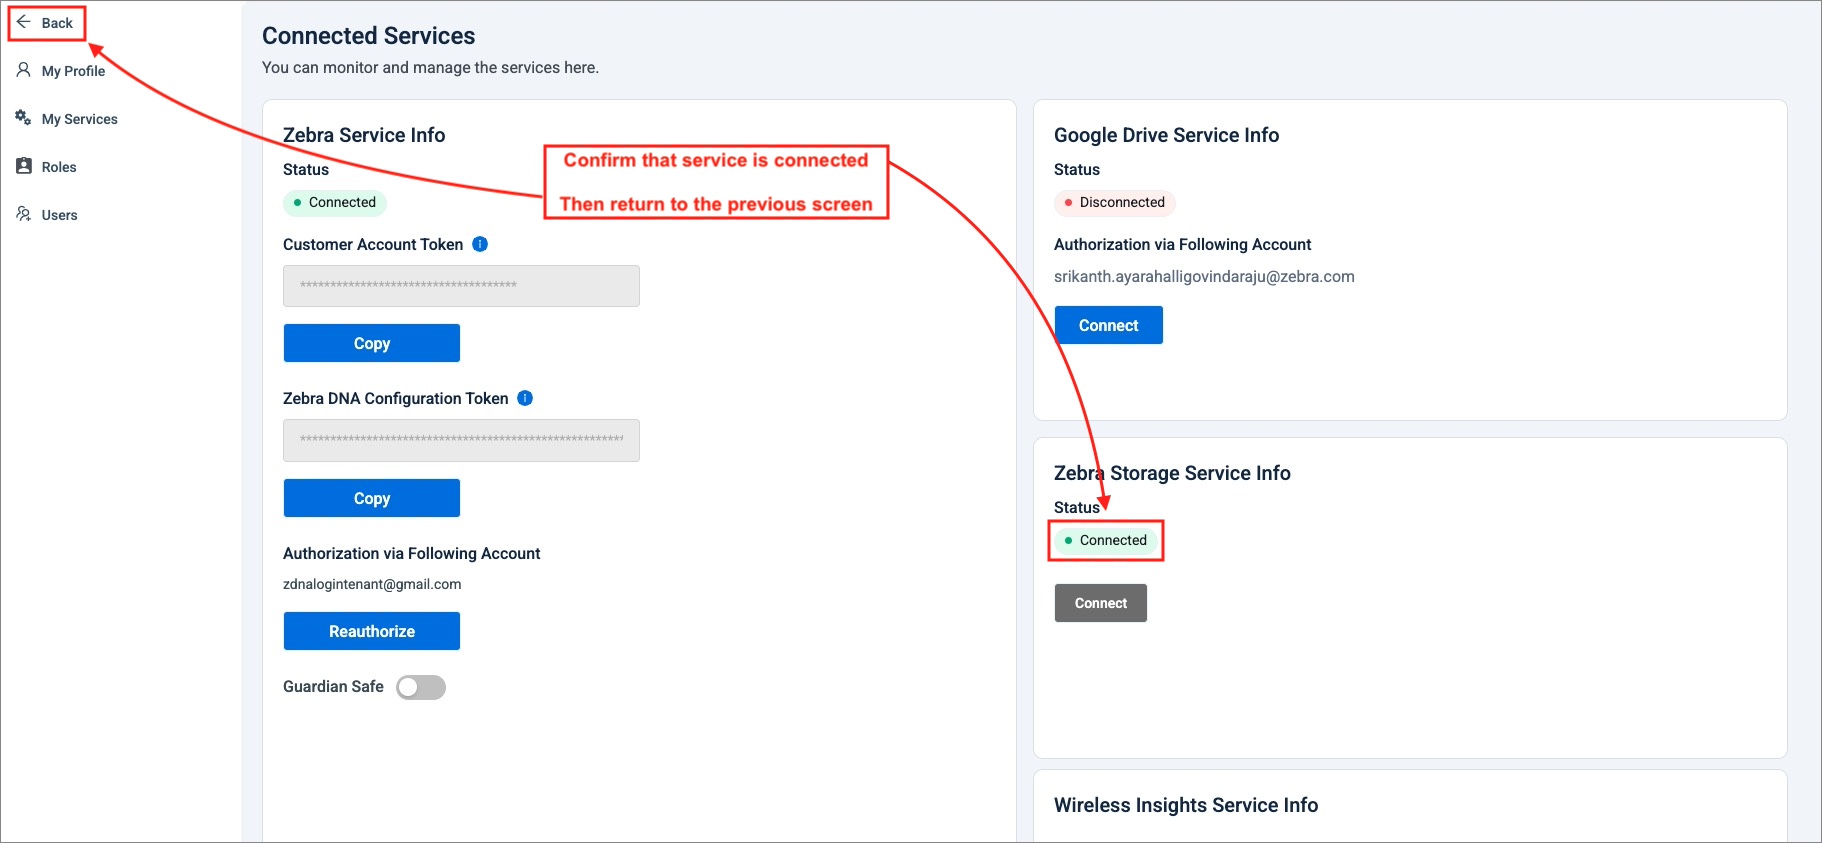 Back
My Profile
My Services
Roles
Users
Connected Services
You can monitor and manage the services here.
Zebra Service Info
Status
Connected
Customer Account Token
************************************
Copy
Zebra DNA Configuration Token
******************************************************
Copy
Authorization via Following Account
zdnalogintenant@gmail.com
Reauthorize
Guardian Safe
Confirm that service is connected
Then return to the previous screen
Google Drive Service Info
Status
Disconnected
Authorization via Following Account
srikanth.ayarahalligovindaraju@zebra.com
Connect
Zebra Storage Service Info
Status
Connected
Connect
Wireless Insights Service Info